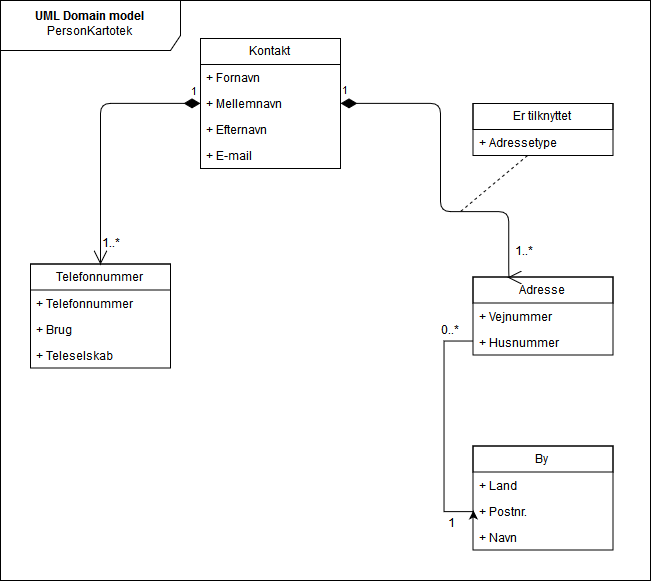 UML Domain model
PersonKartotek
Kontakt
+ Fornavn
+ Mellemnavn
+ Efternavn
+ E-mail
1
1
Er tilknyttet
+ Adressetype
1..*
1..*
Telefonnummer
+ Telefonnummer
+ Brug
+ Teleselskab
Adresse
+ Vejnummer
+ Husnummer
0..*
1
By
+ Land
+ Postnr.
+ Navn